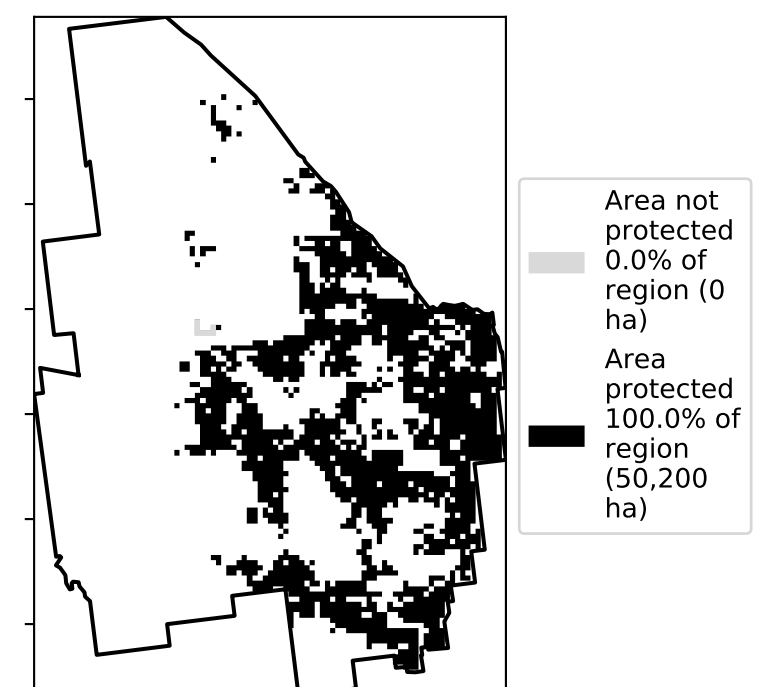 Area not
protected
0.0% of
region (0
ha)
Area
protected
100.0% of
region
(50,200
ha)